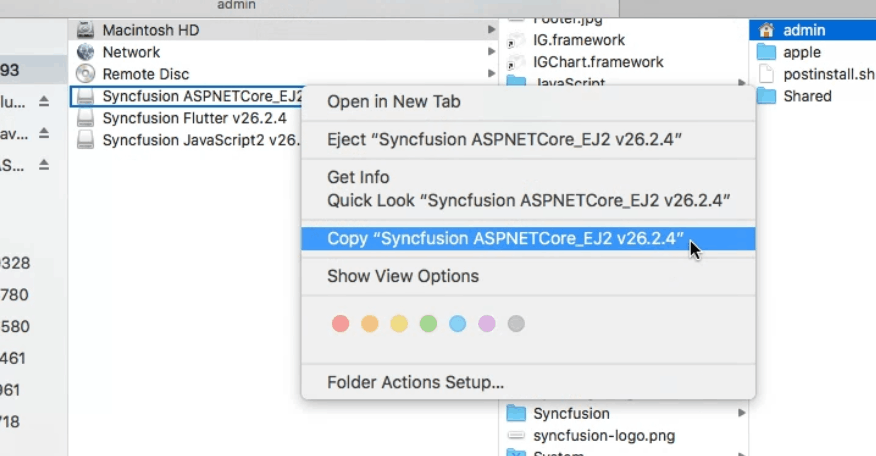 admin
Macintosh HD
Network
Remote Disc
Syncfusion ASPNETCore_EJ2
Syncfusion Flutter v26.2.4
Syncfusion JavaScript2 v26.
93
lu...
av...
S...
0328
780
580
461
961
718
Open in New Tab
Eject “Syncfusion ASPNETCore_EJ2 v26.2.4”
Get Info
Quick Look “Syncfusion ASPNETCore_EJ2 v26.2.4”
Copy “Syncfusion ASPNETCore_EJ2 v26.2.4”
Show View Options
Folder Actions Setup...
Footer.jpg
IG.framework
IGChart.framework
JavaScript
Syncfusion
syncfusion-logo.png
System
admin
apple
postinstall.sh
Shared